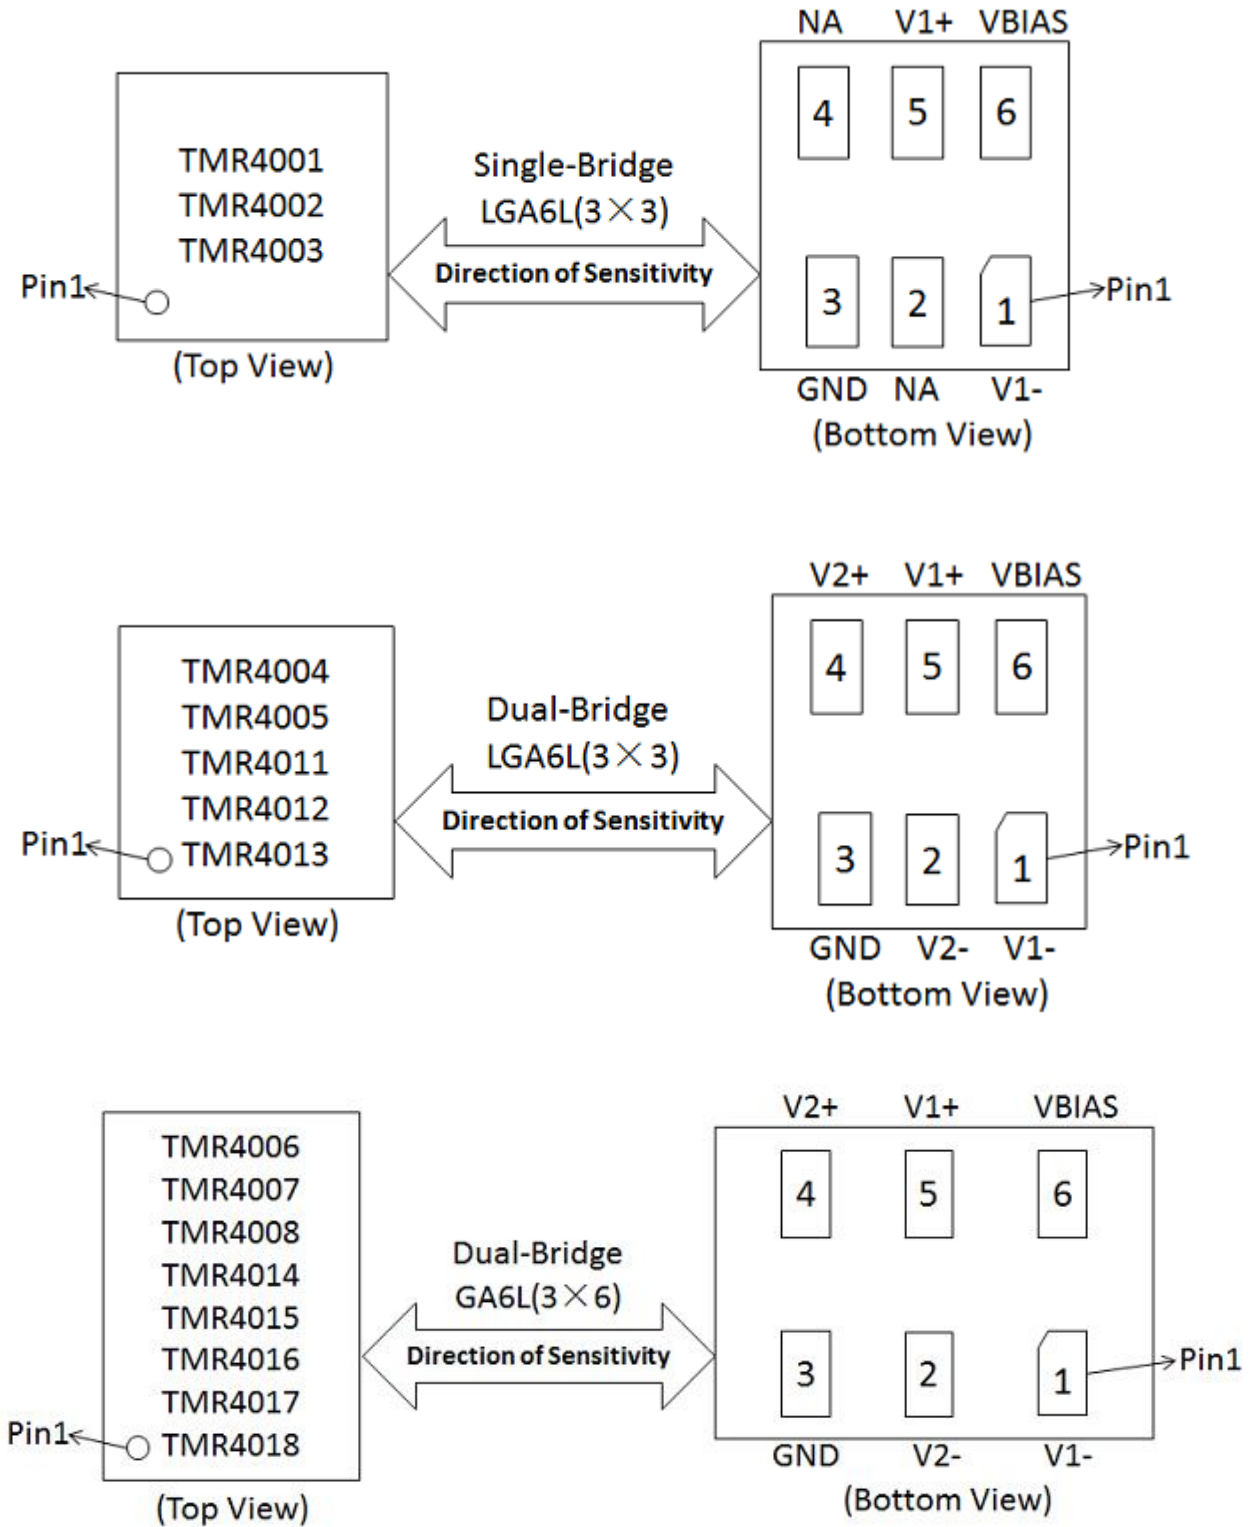 NA V1+ VBIAS
4 5 6
TMR4001
TMR4002
TMR4003
Pin1
(Top View)
Single-Bridge
LGA6L(3×3)
Direction of Sensitivity
3 2 1
Pin1
GND NA V1-
(Bottom View)
V2+ V1+ VBIAS
4 5 6
TMR4004
TMR4005
TMR4011
TMR4012
TMR4013
Pin1
(Top View)
Dual-Bridge
LGA6L(3×3)
Direction of Sensitivity
3 2 1
Pin1
GND V2- V1-
(Bottom View)
V2+ V1+ VBIAS
4 5 6
TMR4006
TMR4007
TMR4008
TMR4014
TMR4015
TMR4016
TMR4017
TMR4018
Pin1
(Top View)
Dual-Bridge
GA6L(3×6)
Direction of Sensitivity
3 2 1
Pin1
GND V2- V1-
(Bottom View)